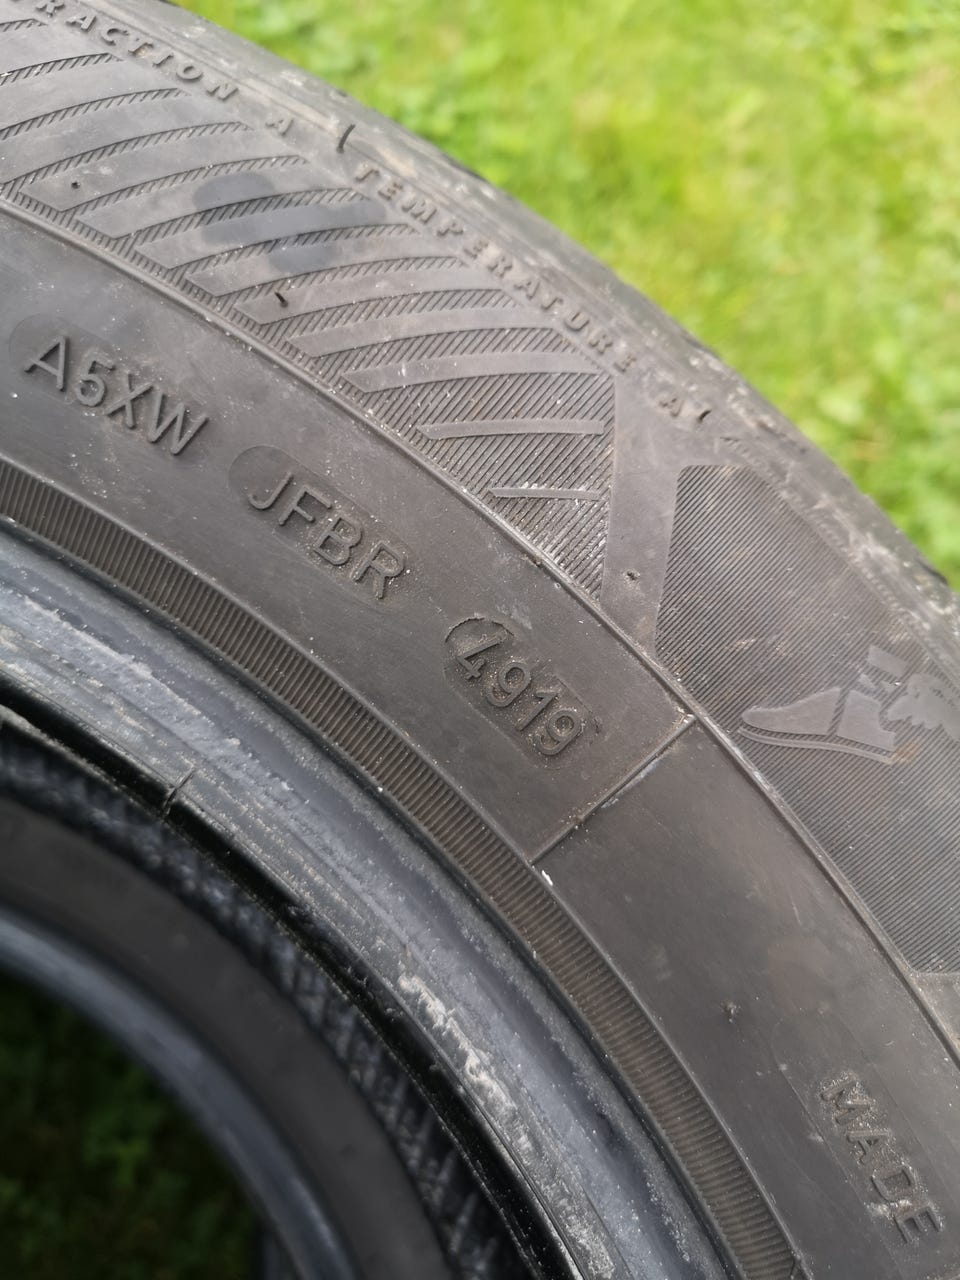 TRACTION A TEMPERATURE A
A5XW JFBR 4919
MADE